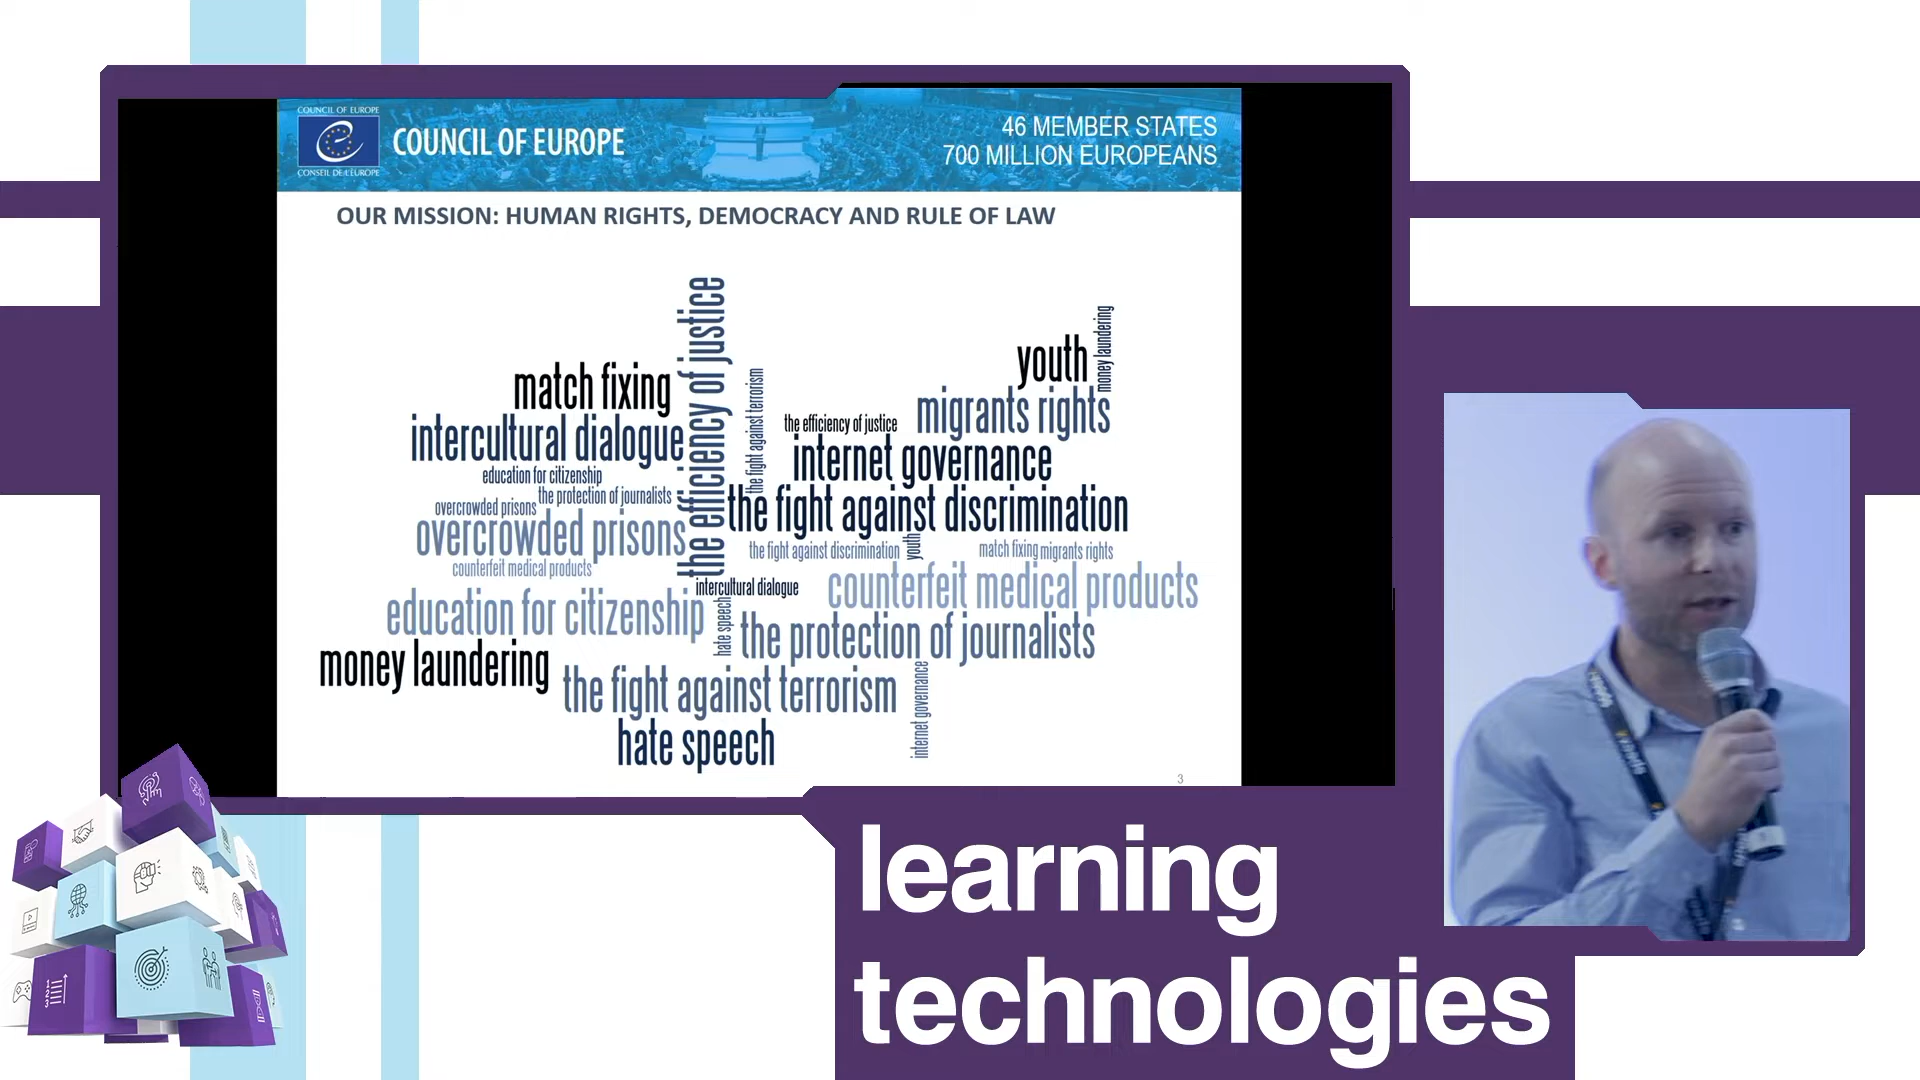 COUNCIL OF EUROPE
CONSEIL DE L'EUROPE
COUNCIL OF EUROPE
46 MEMBER STATES
700 MILLION EUROPEANS
OUR MISSION: HUMAN RIGHTS, DEMOCRACY AND RULE OF LAW
the efficiency of justice
match fixing
intercultural dialogue
education for citizenship
the protection of journalists
overcrowded prisons
overcrowded prisons
counterfeit medical products
education for citizenship
money laundering
the fight against terrorism
hate speech
youth
money laundering
migrants rights
the efficiency of justice
the fight against terrorism
internet governance
the fight against discrimination
the fight against discrimination
youth
match fixing
migrants rights
intercultural dialogue
counterfeit medical products
hate speech
the protection of journalists
internet governance
3
learning
technologies